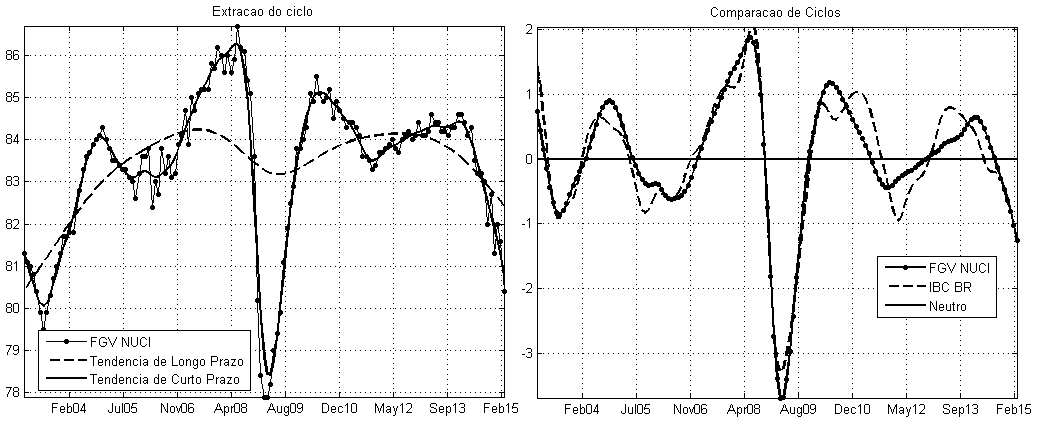 Extracao do ciclo
86
85
84
83
82
81
80
79
78
FGV NUCI
Tendencia de Longo Prazo
Tendencia de Curto Prazo
Feb04 Jul05 Nov06 Apr08 Aug09 Dec10 May12 Sep13 Feb15
Comparacao de Ciclos
2
1
0
-1
-2
-3
FGV NUCI
IBC BR
Neutro
Feb04 Jul05 Nov06 Apr08 Aug09 Dec10 May12 Sep13 Feb15